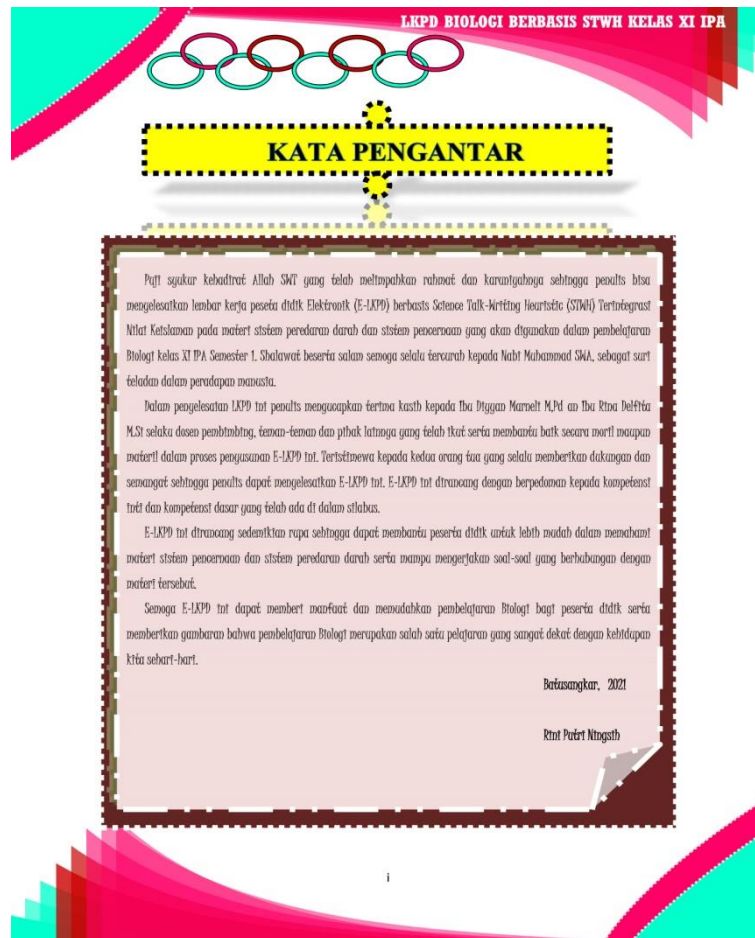 LKPD BIOLOGI BERBASIS STWH KELAS XI IPA
KATA PENGANTAR
Puji syukur kehadirat Allah SWT yang telah melimpahkan rahmat dan karuniyahnya sehingga penulis bisa
mengelesaikan lembar kerja peseta didik Elektronik (E-LKPD) berbasis Science Talk-Writing Heuristic (STWH) Terintegrasi
Nilai Keislaman pada materi sistem peredaran darah dan sistem pencernaan yang akan digunakan dalam pembelajaran
Biologi kelas XI IPA Semester 1. Shalawat beserta salam semoga selalu tercurah kepada Nabi Muhammad SWA, sebagai suri
teladan dalam peradapan manusia.
Dalam pengelesaian LKPD ini penulis mengucapkan terima kasih kepada Ibu Diyyan Marneli M,Pd an Ibu Rina Delfita
M.Si selaku dosen pembimbing, teman-teman dan pihak lainnya yang telah ikut serta membantu baik secara moril maupun
materil dalam proses pengusunan E-LKPD ini. Teristimewa kepada kedua orang tua yang selalu memberikan dukungan dan
semangat sehingga penulis dapat mengelesaikan E-LKPD ini. E-LKPD ini dirancang dengan berpedoman kepada kompetensi
inti dan kompetensi dasar yang telah ada di dalam silabus.
E-LKPD ini dirancang sedemikian rupa sehingga dapat membantu peserta didik untuk lebih mudah dalam memahami
materi sistem pencernaan dan sistem peredaran darah serta mampu mengerjakan soal-soal yang berhubungan dengan
materi tersebut.
Semoga E-LKPD ini dapat memberi manfaat dan memudahkan pembelajaran Biologi bagi peserta didik serta
memberikan gambaran bahwa pembelajaran Biologi merupakan salah satu pelajaran yang sangat dekat dengan kehidupan
kita sehari-hari.
Batusangkar, 2021
Rini Putri Ningsih
i